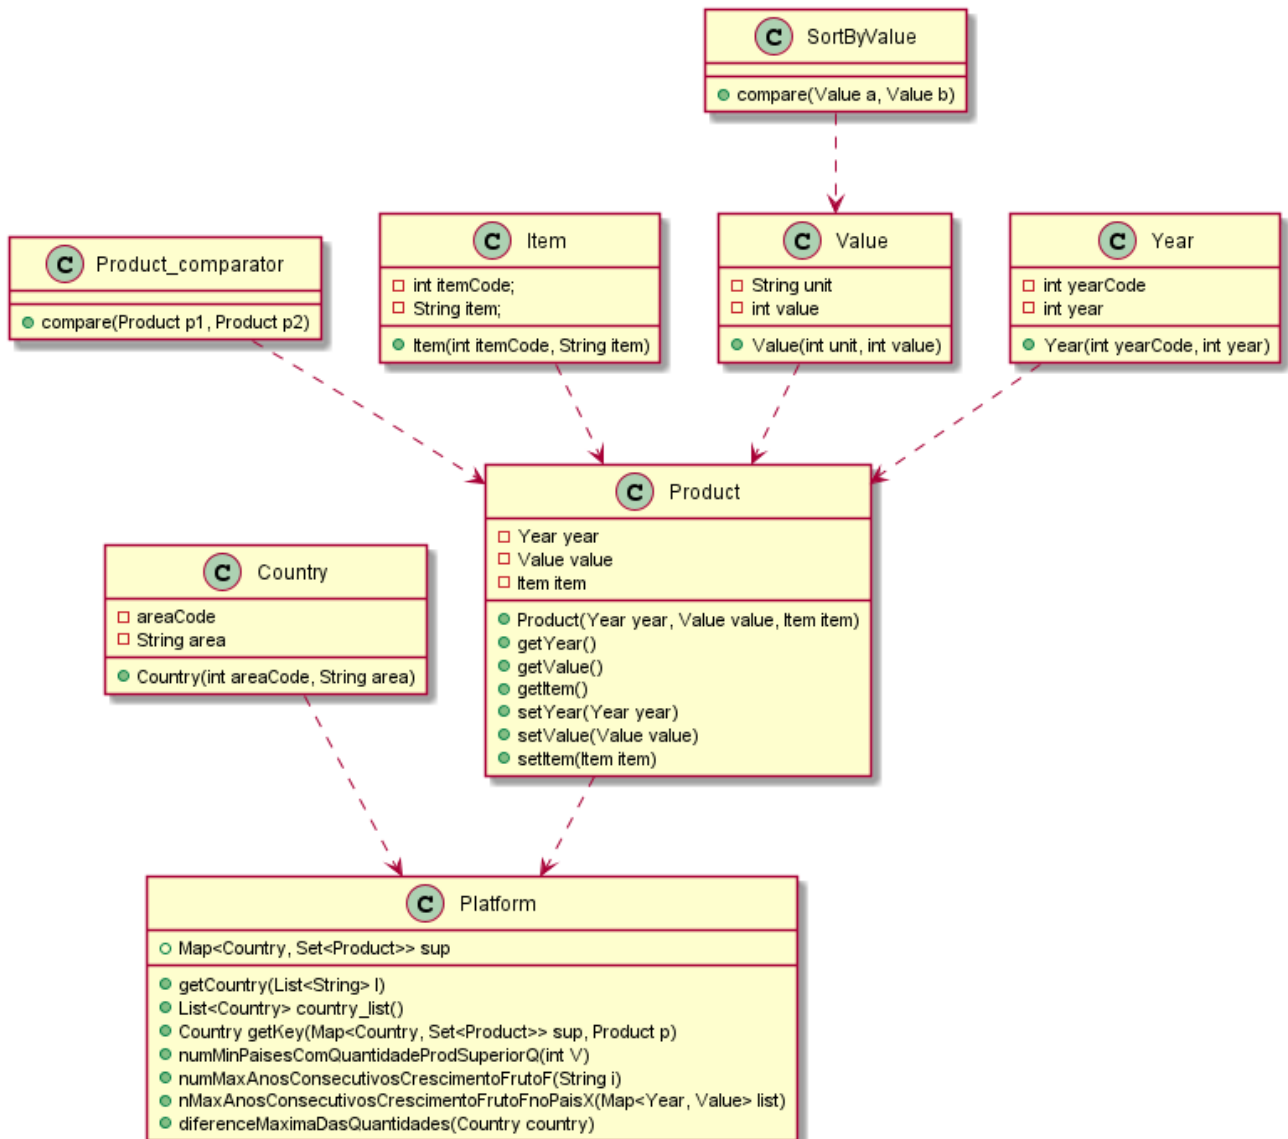 C SortByValue
compare(Value a, Value b)
C Product_comparator
compare(Product p1, Product p2)
C Item
int itemCode;
String item;
Item(int itemCode, String item)
C Value
String unit
int value
Value(int unit, int value)
C Year
int yearCode
int year
Year(int yearCode, int year)
C Product
Year year
Value value
Item item
Product(Year year, Value value, Item item)
getYear()
getValue()
getItem()
setYear(Year year)
setValue(Value value)
setItem(Item item)
C Country
areaCode
String area
Country(int areaCode, String area)
C Platform
Map<Country, Set<Product>> sup
getCountry(List<String> l)
List<Country> country_list()
Country getKey(Map<Country, Set<Product>> sup, Product p)
numMinPaisesComQuantidadeProdSuperiorQ(int V)
numMaxAnosConsecutivosCrescimentoFrutoF(String i)
nMaxAnosConsecutivosCrescimentoFrutoFnoPaisX(Map<Year, Value> list)
diferenceMaximaDasQuantidades(Country country)